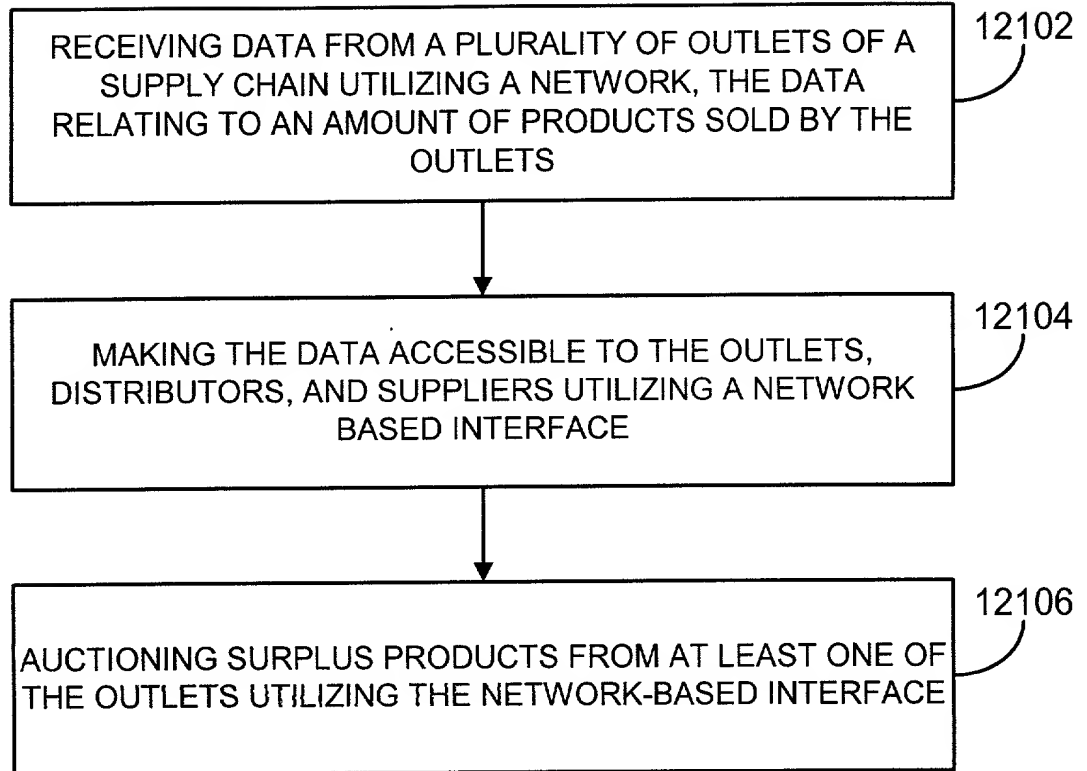 RECEIVING DATA FROM A PLURALITY OF OUTLETS OF A
SUPPLY CHAIN UTILIZING A NETWORK, THE DATA
RELATING TO AN AMOUNT OF PRODUCTS SOLD BY THE
OUTLETS
12102
MAKING THE DATA ACCESSIBLE TO THE OUTLETS,
DISTRIBUTORS, AND SUPPLIERS UTILIZING A NETWORK
BASED INTERFACE
12104
AUCTIONING SURPLUS PRODUCTS FROM AT LEAST ONE OF
THE OUTLETS UTILIZING THE NETWORK-BASED INTERFACE
12106